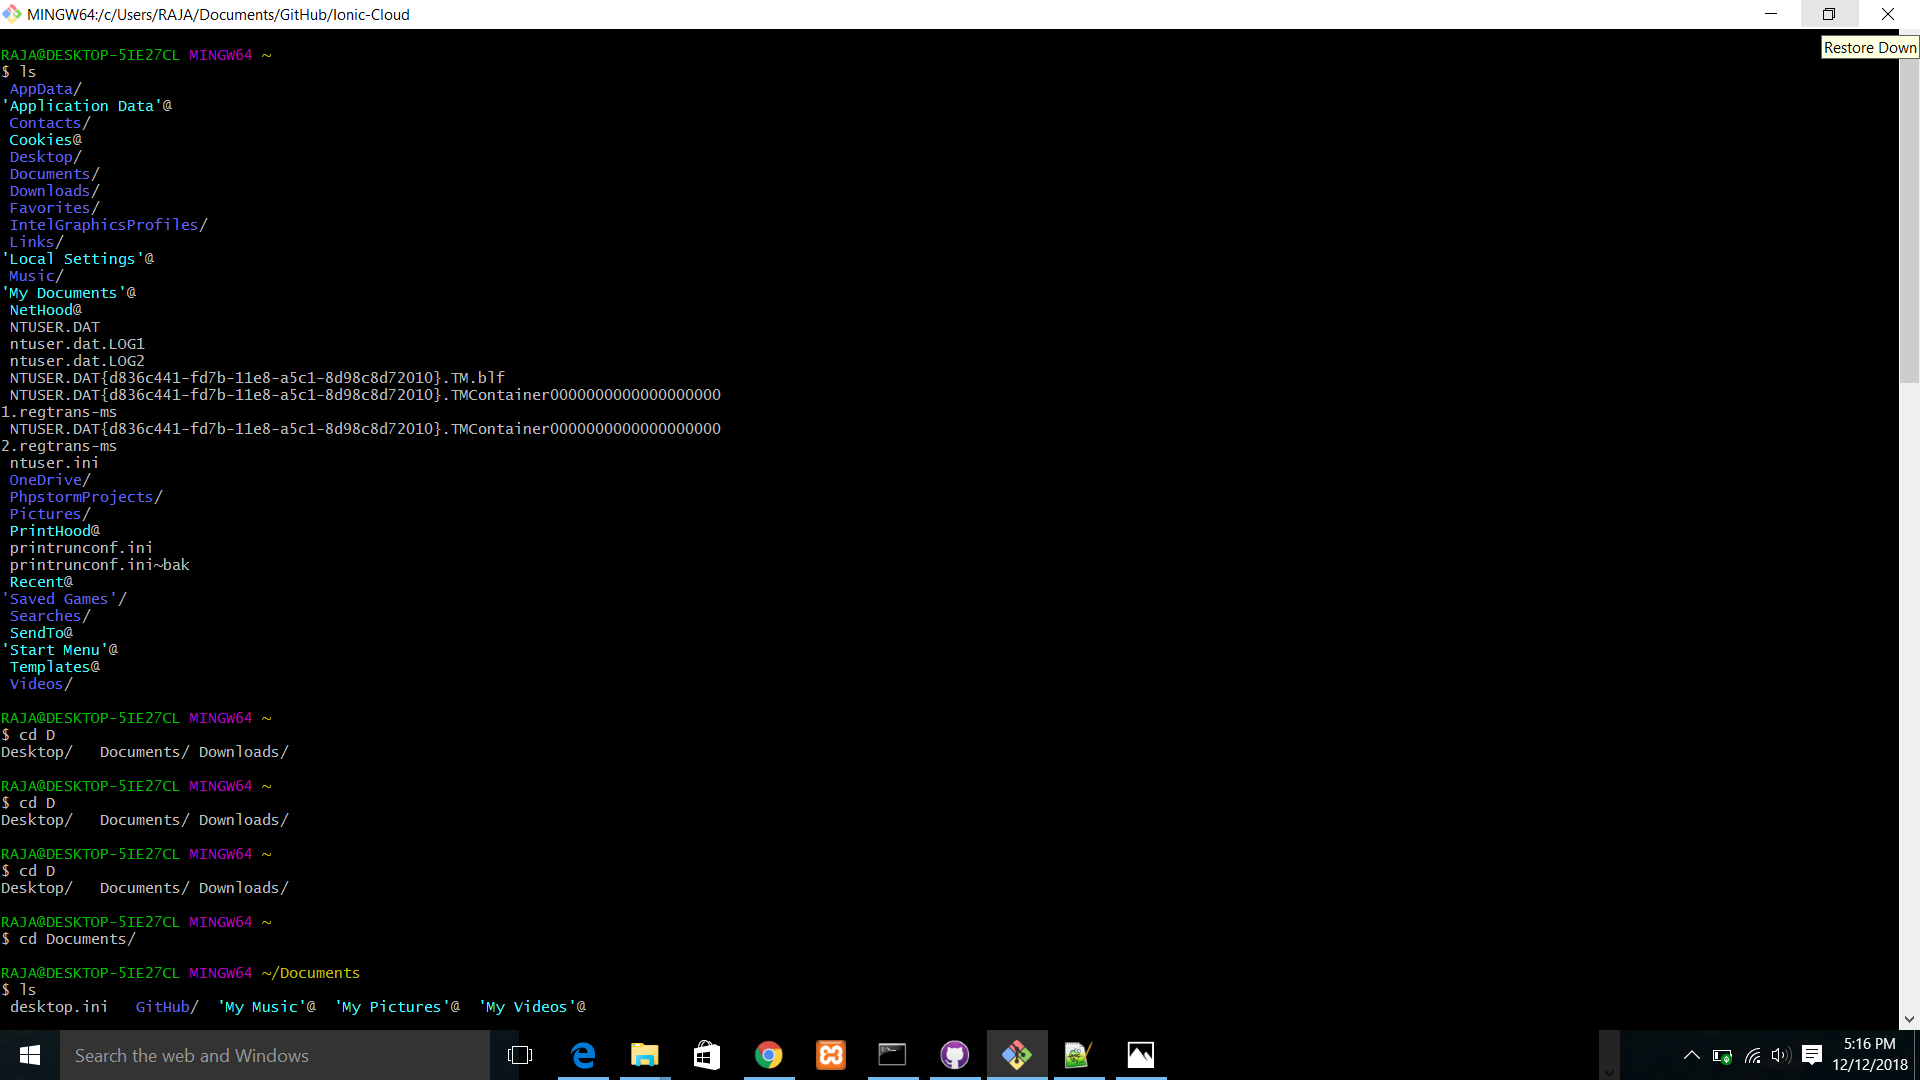 MINGW64:/c/Users/RAJA/Documents/GitHub/Ionic-Cloud
Restore Down
RAJA@DESKTOP-5IE27CL MINGW64 ~
$ ls
AppData/
'Application Data'@
Contacts/
Cookies@
Desktop/
Documents/
Downloads/
Favorites/
IntelGraphicsProfiles/
Links/
'Local Settings'@
Music/
'My Documents'@
NetHood@
NTUSER.DAT
ntuser.dat.LOG1
ntuser.dat.LOG2
NTUSER.DAT{d836c441-fd7b-11e8-a5c1-8d98c8d72010}.TM.blf
NTUSER.DAT{d836c441-fd7b-11e8-a5c1-8d98c8d72010}.TMContainer0000000000000000000
1.regtrans-ms
NTUSER.DAT{d836c441-fd7b-11e8-a5c1-8d98c8d72010}.TMContainer0000000000000000000
2.regtrans-ms
ntuser.ini
OneDrive/
PhpstormProjects/
Pictures/
PrintHood@
printrunconf.ini
printrunconf.ini~bak
Recent@
'Saved Games'/
Searches/
SendTo@
'Start Menu'@
Templates@
Videos/
RAJA@DESKTOP-5IE27CL MINGW64 ~
$ cd D
Desktop/   Documents/ Downloads/
RAJA@DESKTOP-5IE27CL MINGW64 ~
$ cd D
Desktop/   Documents/ Downloads/
RAJA@DESKTOP-5IE27CL MINGW64 ~
$ cd D
Desktop/   Documents/ Downloads/
RAJA@DESKTOP-5IE27CL MINGW64 ~
$ cd Documents/
RAJA@DESKTOP-5IE27CL MINGW64 ~/Documents
$ ls
desktop.ini   GitHub/  'My Music'@  'My Pictures'@  'My Videos'@
Search the web and Windows
5:16 PM
12/12/2018